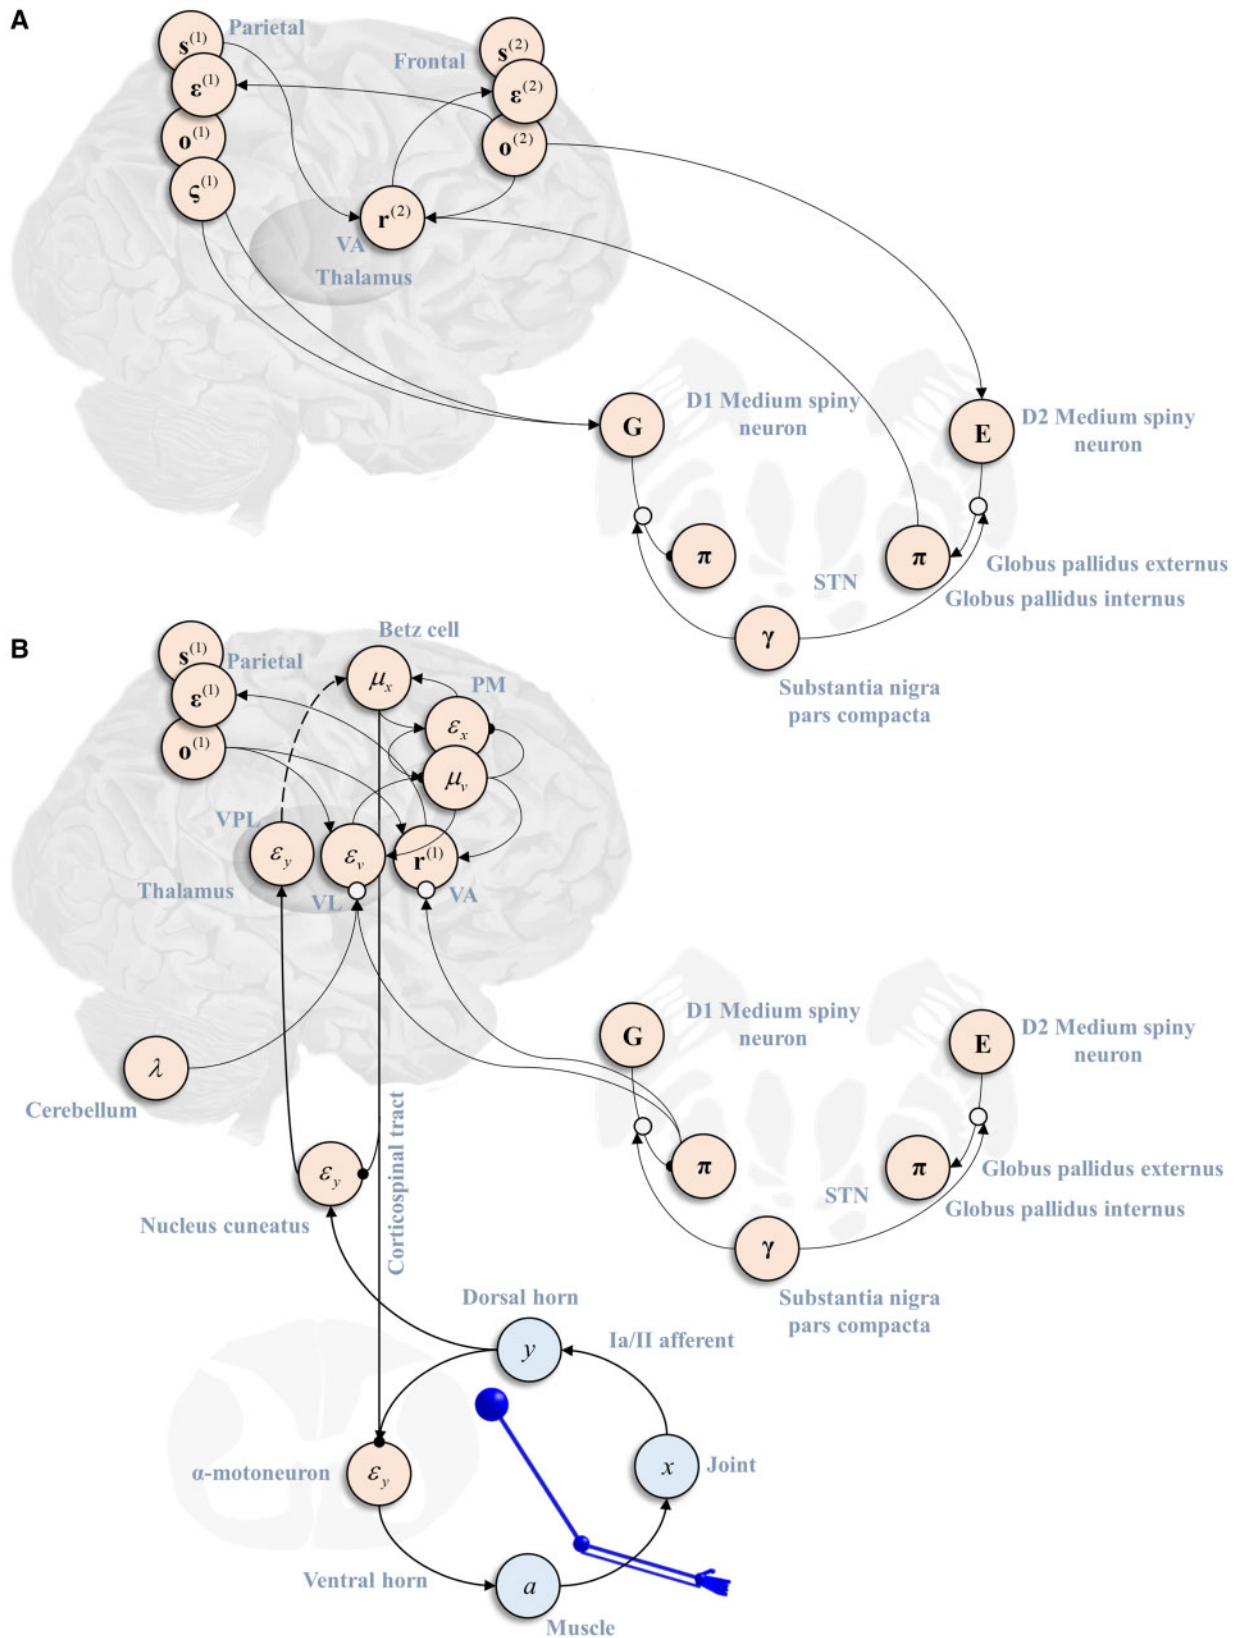 A
Parietal
s(1)
ε(1)
o(1)
ς(1)
Frontal
s(2)
ε(2)
o(2)
r(2)
VA
Thalamus
G
D1 Medium spiny
neuron
E
D2 Medium spiny
neuron
π
π
STN
Globus pallidus externus
Globus pallidus internus
γ
Substantia nigra
pars compacta
B
Betz cell
s(1)
Parietal
ε(1)
o(1)
μx
PM
εx
μv
VPL
εy
εv
r(1)
Thalamus
VL
VA
G
D1 Medium spiny
neuron
E
D2 Medium spiny
neuron
λ
Cerebellum
Corticospinal tract
εy
Nucleus cuneatus
π
π
STN
Globus pallidus externus
Globus pallidus internus
γ
Substantia nigra
pars compacta
Dorsal horn
y
Ia/II afferent
α-motoneuron
εy
x
Joint
Ventral horn
a
Muscle